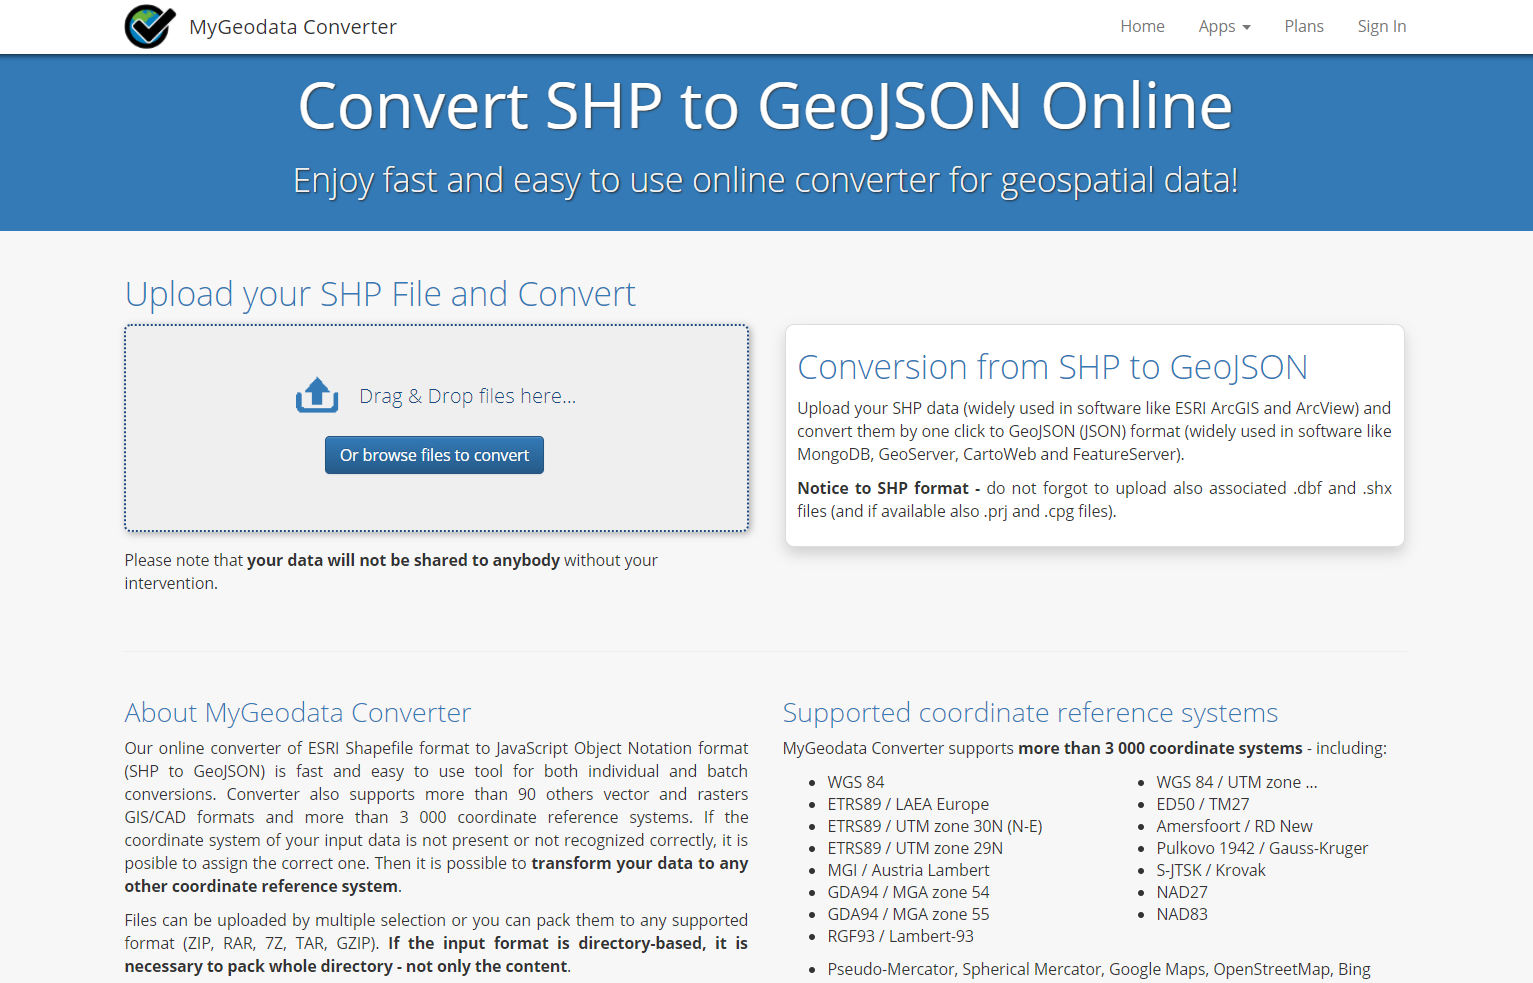 MyGeodata Converter
Home
Apps
Plans
Sign In
Convert SHP to GeoJSON Online
Enjoy fast and easy to use online converter for geospatial data!
Upload your SHP File and Convert
Drag & Drop files here...
Or browse files to convert
Please note that your data will not be shared to anybody without your
intervention.
Conversion from SHP to GeoJSON
Upload your SHP data (widely used in software like ESRI ArcGIS and ArcView) and
convert them by one click to GeoJSON (JSON) format (widely used in software like
MongoDB, GeoServer, CartoWeb and FeatureServer).
Notice to SHP format - do not forgot to upload also associated .dbf and .shx
files (and if available also .prj and .cpg files).
About MyGeodata Converter
Our online converter of ESRI Shapefile format to JavaScript Object Notation format
(SHP to GeoJSON) is fast and easy to use tool for both individual and batch
conversions. Converter also supports more than 90 others vector and rasters
GIS/CAD formats and more than 3 000 coordinate reference systems. If the
coordinate system of your input data is not present or not recognized correctly, it is
posible to assign the correct one. Then it is possible to transform your data to any
other coordinate reference system.
Files can be uploaded by multiple selection or you can pack them to any supported
format (ZIP, RAR, 7Z, TAR, GZIP). If the input format is directory-based, it is
necessary to pack whole directory - not only the content.
Supported coordinate reference systems
MyGeodata Converter supports more than 3 000 coordinate systems - including:
WGS 84
ETRS89 / LAEA Europe
ETRS89 / UTM zone 30N (N-E)
ETRS89 / UTM zone 29N
MGI / Austria Lambert
GDA94 / MGA zone 54
GDA94 / MGA zone 55
RGF93 / Lambert-93
WGS 84 / UTM zone ...
ED50 / TM27
Amersfoort / RD New
Pulkovo 1942 / Gauss-Kruger
S-JTSK / Krovak
NAD27
NAD83
Pseudo-Mercator, Spherical Mercator, Google Maps, OpenStreetMap, Bing